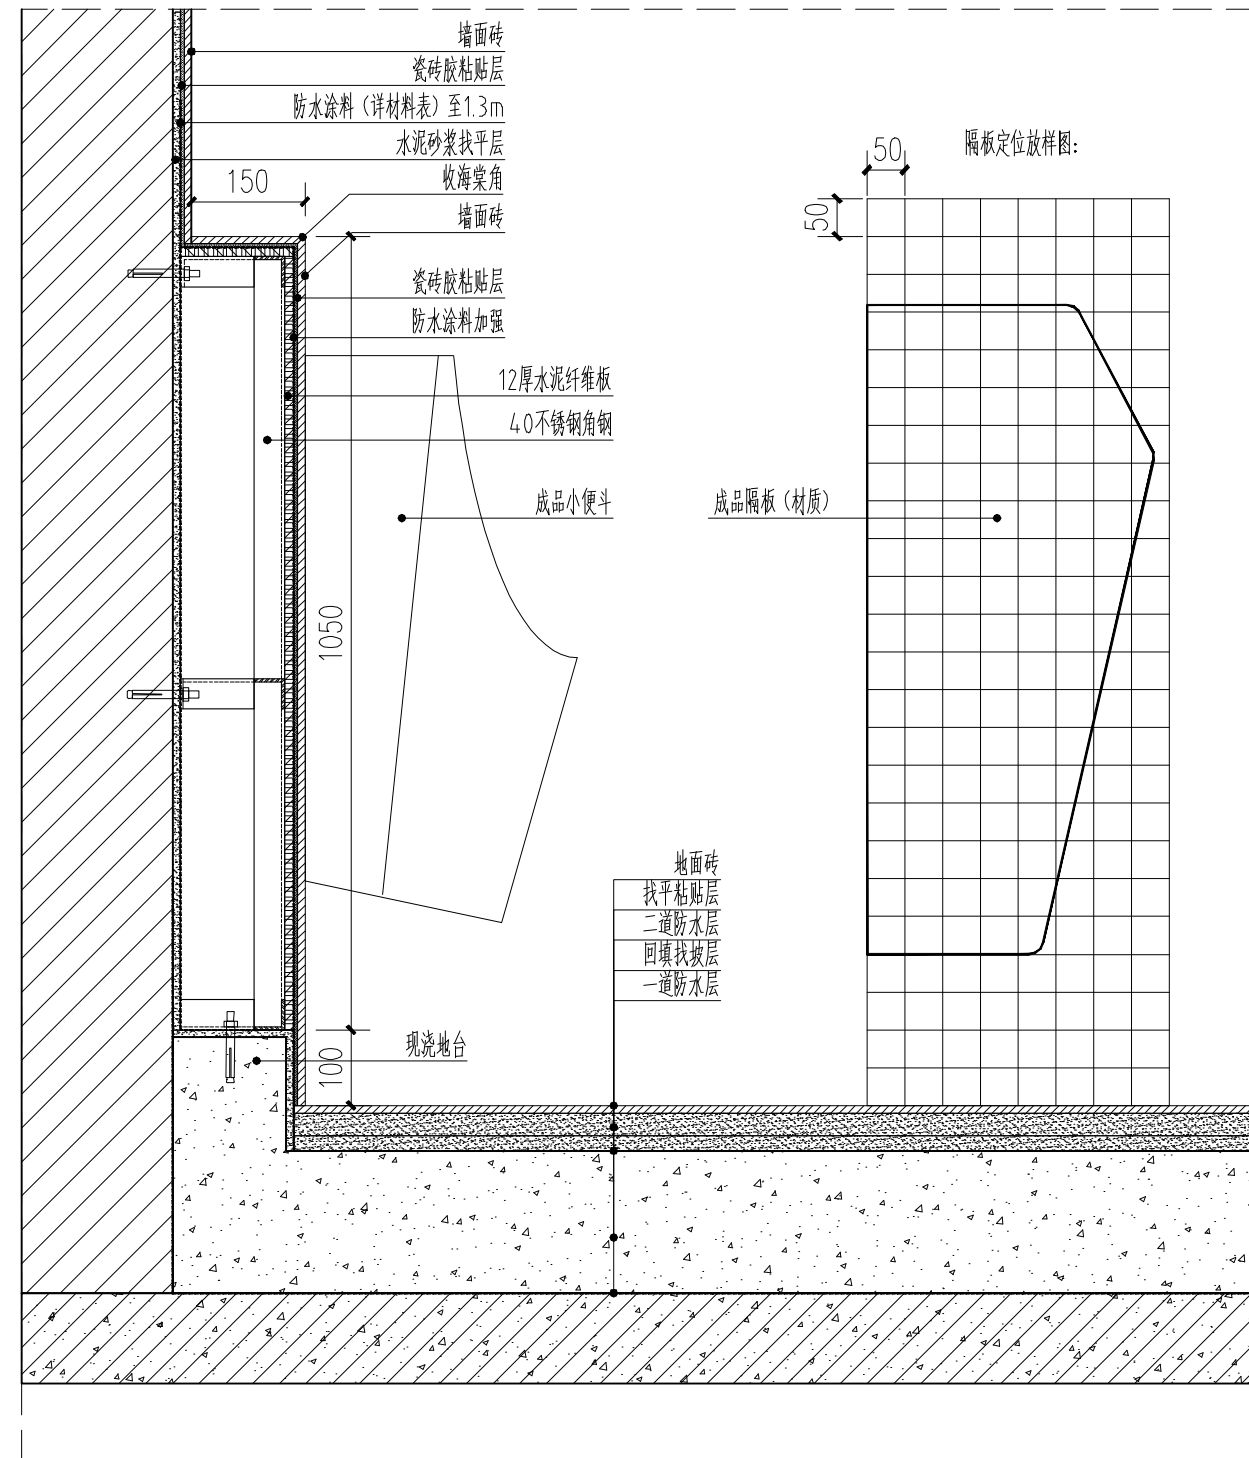 墙面砖
瓷砖胶粘贴层
防水涂料（详材料表）至1.3m
水泥砂浆找平层
收海棠角
墙面砖
150
瓷砖胶粘贴层
防水涂料加强
12厚水泥纤维板
40不锈钢角钢
成品小便斗
1050
100
现浇地台
地面砖
找平粘贴层
二道防水层
回填找坡层
一道防水层
隔板定位放样图:
50
50
成品隔板（材质）